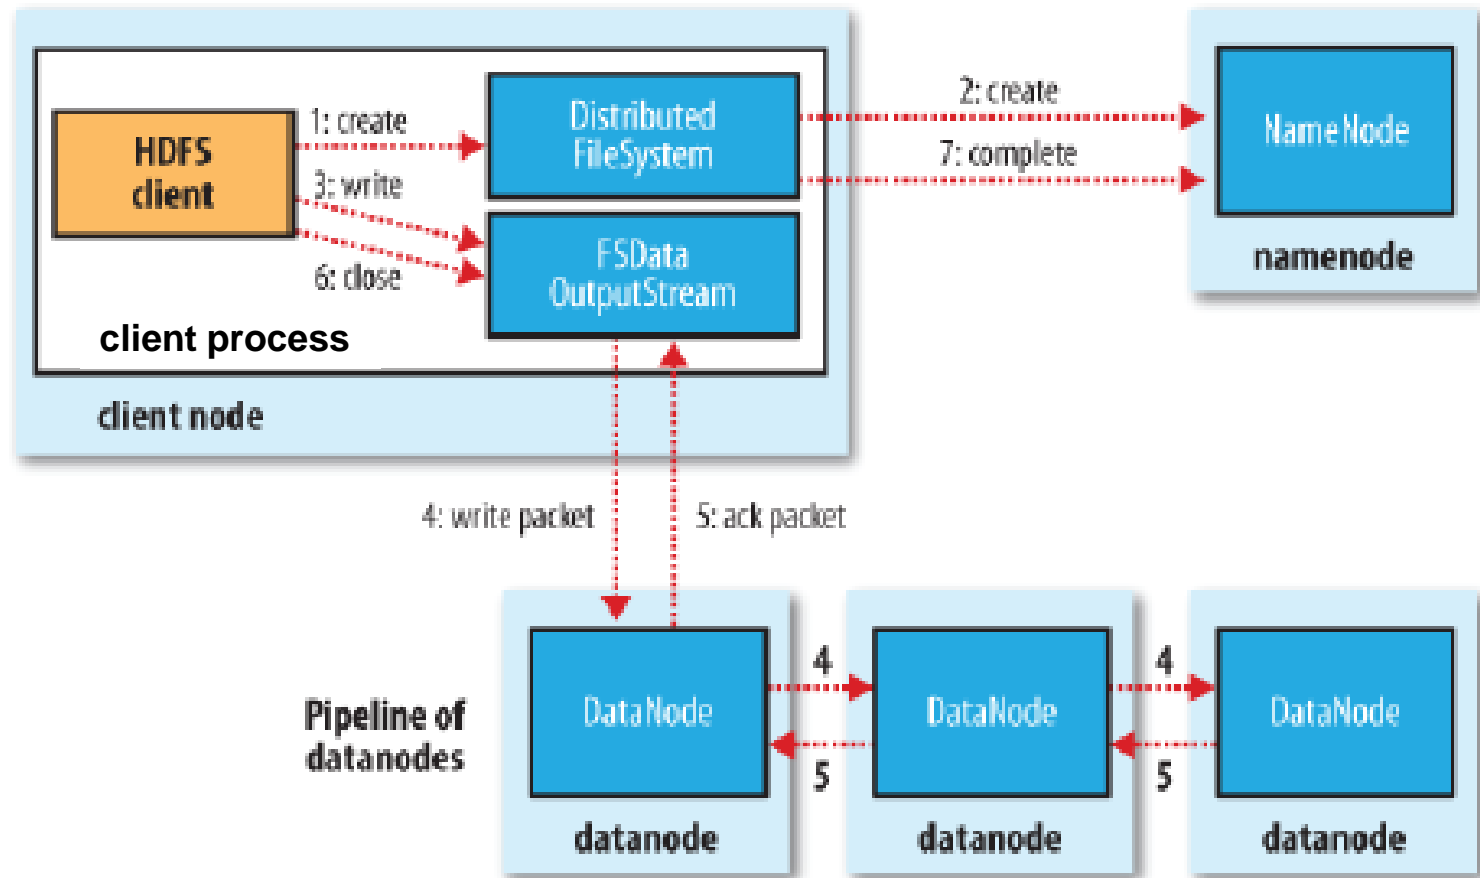 1: create
HDFS
client
3: write
6: close
Distributed
FileSystem
FSData
OutputStream
client process
client node
2: create
7: complete
NameNode
namenode
4: write packet
5: ack packet
Pipeline of
datanodes
DataNode
4
DataNode
4
DataNode
5
5
datanode
datanode
datanode